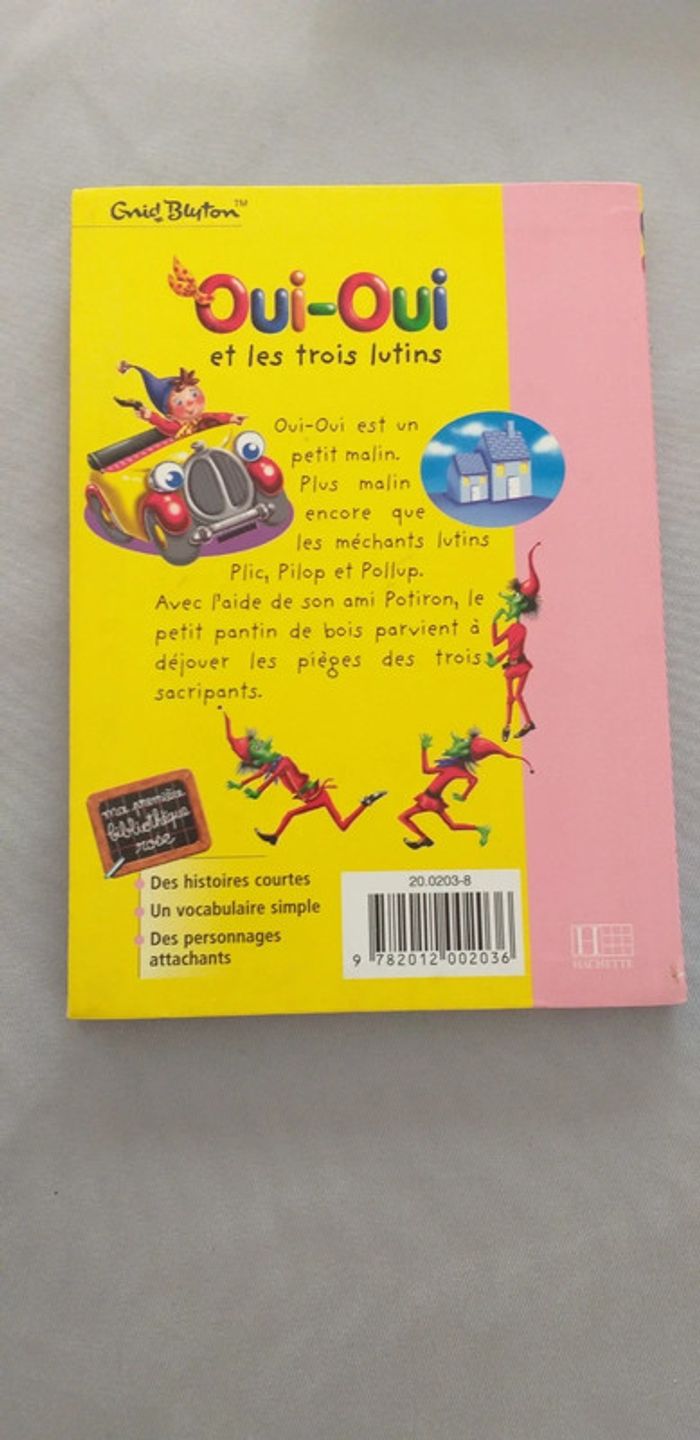 Enid Blyton™
Oui-Oui
et les trois lutins
Oui-Oui est un
petit malin.
Plus malin
encore que
les méchants lutins
Plic, Pilop et Pollup.
Avec l'aide de son ami Potiron, le
petit pantin de bois parvient à
déjouer les pièges des trois
sacripants.
ma première
bibliothèque
rose
Des histoires courtes
Un vocabulaire simple
Des personnages
attachants
20.0203-8
9 782012 002036
H
HACHETTE